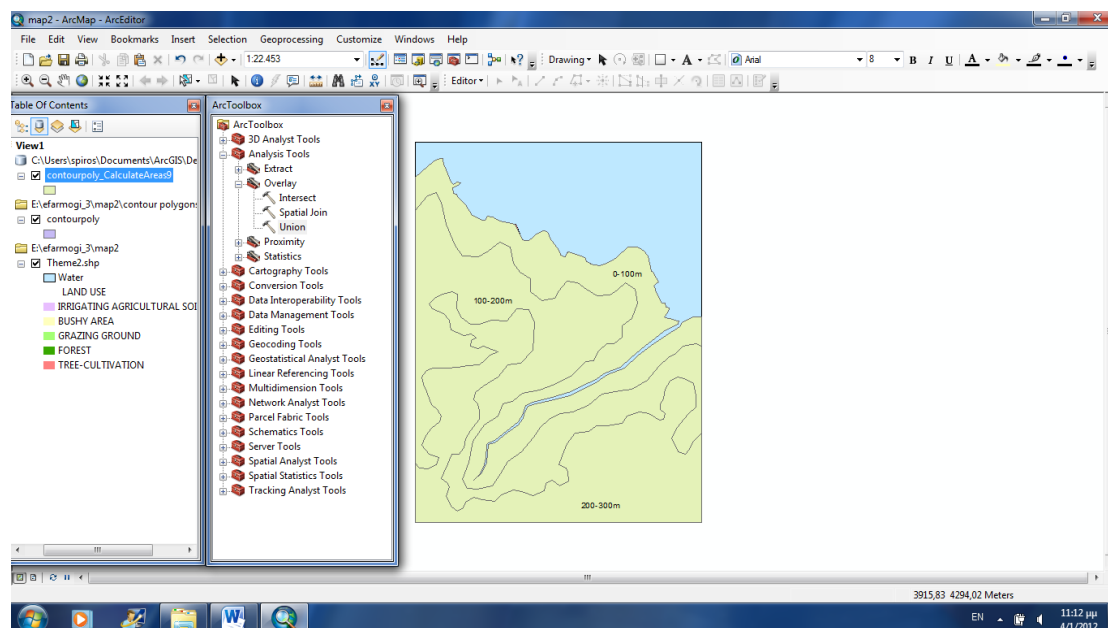 map2 - ArcMap - ArcEditor
File Edit View Bookmarks Insert Selection Geoprocessing Customize Windows Help
1:22.453 Drawing A Arial 8 B I U A
Editor
Table Of Contents
View1
C:\Users\spiros\Documents\ArcGIS\De
contourpoly_CalculateAreas9
E:\efarmogi_3\map2\contour polygons
contourpoly
E:\efarmogi_3\map2
Theme2.shp
Water
LAND USE
IRRIGATING AGRICULTURAL SOI
BUSHY AREA
GRAZING GROUND
FOREST
TREE-CULTIVATION
ArcToolbox
ArcToolbox
3D Analyst Tools
Analysis Tools
Extract
Overlay
Intersect
Spatial Join
Union
Proximity
Statistics
Cartography Tools
Conversion Tools
Data Interoperability Tools
Data Management Tools
Editing Tools
Geocoding Tools
Geostatistical Analyst Tools
Linear Referencing Tools
Multidimension Tools
Network Analyst Tools
Parcel Fabric Tools
Schematics Tools
Server Tools
Spatial Analyst Tools
Spatial Statistics Tools
Tracking Analyst Tools
0-100m
100-200m
200-300m
3915,83 4294,02 Meters
EN
11:12 μμ
4/1/2012